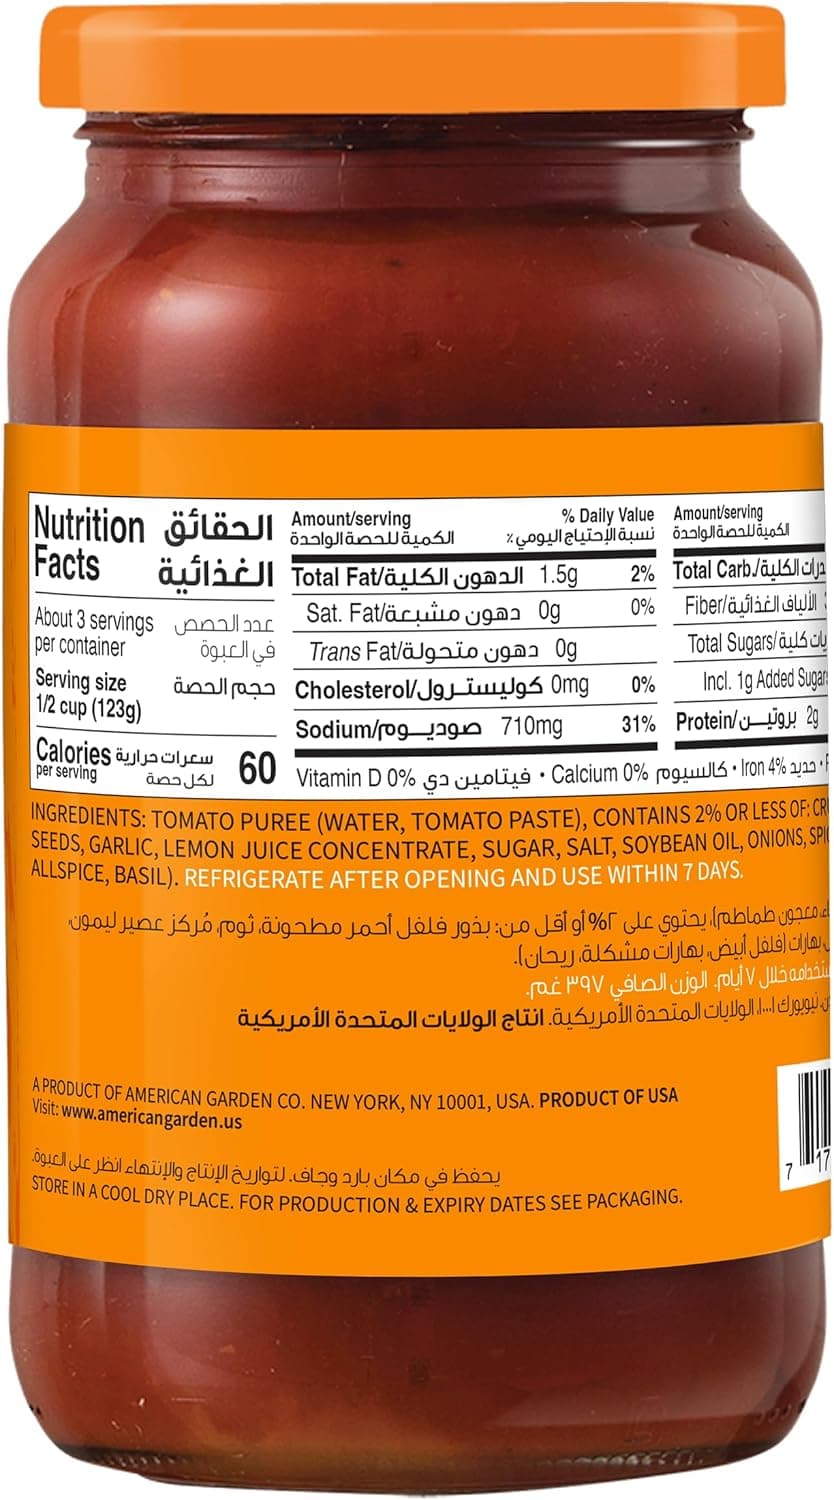 Nutrition Facts الحقائق الغذائية
About 3 servings per container عدد الحصص في العبوة
Serving size 1/2 cup (123g) حجم الحصة
Calories per serving سعرات حرارية لكل حصة 60
Amount/serving % Daily Value
الكمية للحصة الواحدة نسبة الإحتياج اليومي %
Total Fat/الدهون الكلية 1.5g 2%
Sat. Fat/دهون مشبعة 0g 0%
Trans Fat/دهون متحولة 0g
Cholesterol/كوليسترول 0mg 0%
Sodium/صوديوم 710mg 31%
Amount/serving
الكمية للحصة الواحدة
Total Carb./الكلية
Fiber/الألياف الغذائية
Total Sugars/كلية
Incl. 1g Added Sugar
Protein/بروتين 2g
Vitamin D 0% فيتامين دي • Calcium 0% كالسيوم • Iron 4% حديد •
INGREDIENTS: TOMATO PUREE (WATER, TOMATO PASTE), CONTAINS 2% OR LESS OF:
SEEDS, GARLIC, LEMON JUICE CONCENTRATE, SUGAR, SALT, SOYBEAN OIL, ONIONS,
ALLSPICE, BASIL). REFRIGERATE AFTER OPENING AND USE WITHIN 7 DAYS.
معجون طماطم)، يحتوي على ٢% أو أقل من: بذور فلفل أحمر مطحونة، ثوم، مُركز عصير ليمون،
بهارات (فلفل أبيض، بهارات مشكلة، ريحان).
خلال ٧ أيام. الوزن الصافي ٣٩٧ غم.
نيويورك ١٠٠٠١، الولايات المتحدة الأمريكية. انتاج الولايات المتحدة الأمريكية
A PRODUCT OF AMERICAN GARDEN CO. NEW YORK, NY 10001, USA. PRODUCT OF USA
Visit: www.americangarden.us
يحفظ في مكان بارد وجاف. لتواريخ الإنتاج والإنتهاء انظر على العبوة.
STORE IN A COOL DRY PLACE. FOR PRODUCTION & EXPIRY DATES SEE PACKAGING.
7 17